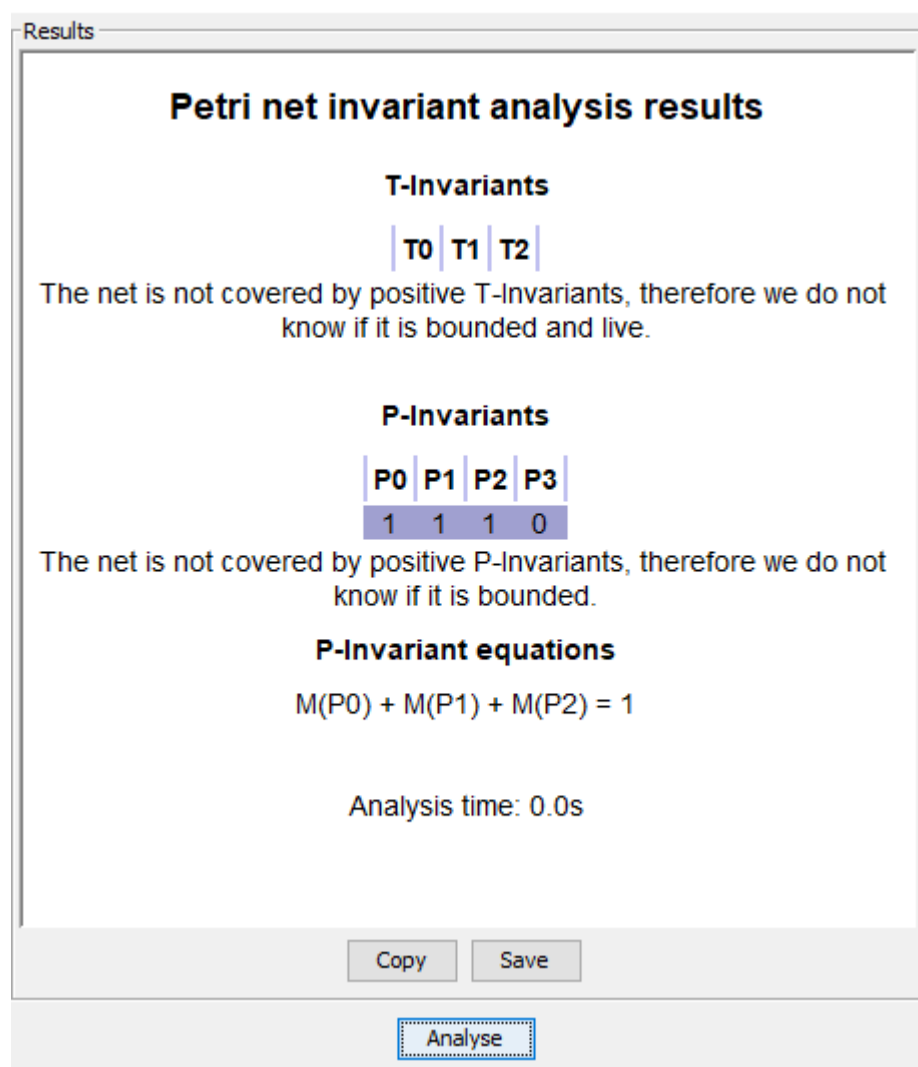 Results
Petri net invariant analysis results
T-Invariants
T0 T1 T2
The net is not covered by positive T-Invariants, therefore we do not
know if it is bounded and live.
P-Invariants
P0 P1 P2 P3
1 1 1 0
The net is not covered by positive P-Invariants, therefore we do not
know if it is bounded.
P-Invariant equations
M(P0) + M(P1) + M(P2) = 1
Analysis time: 0.0s
Copy Save
Analyse